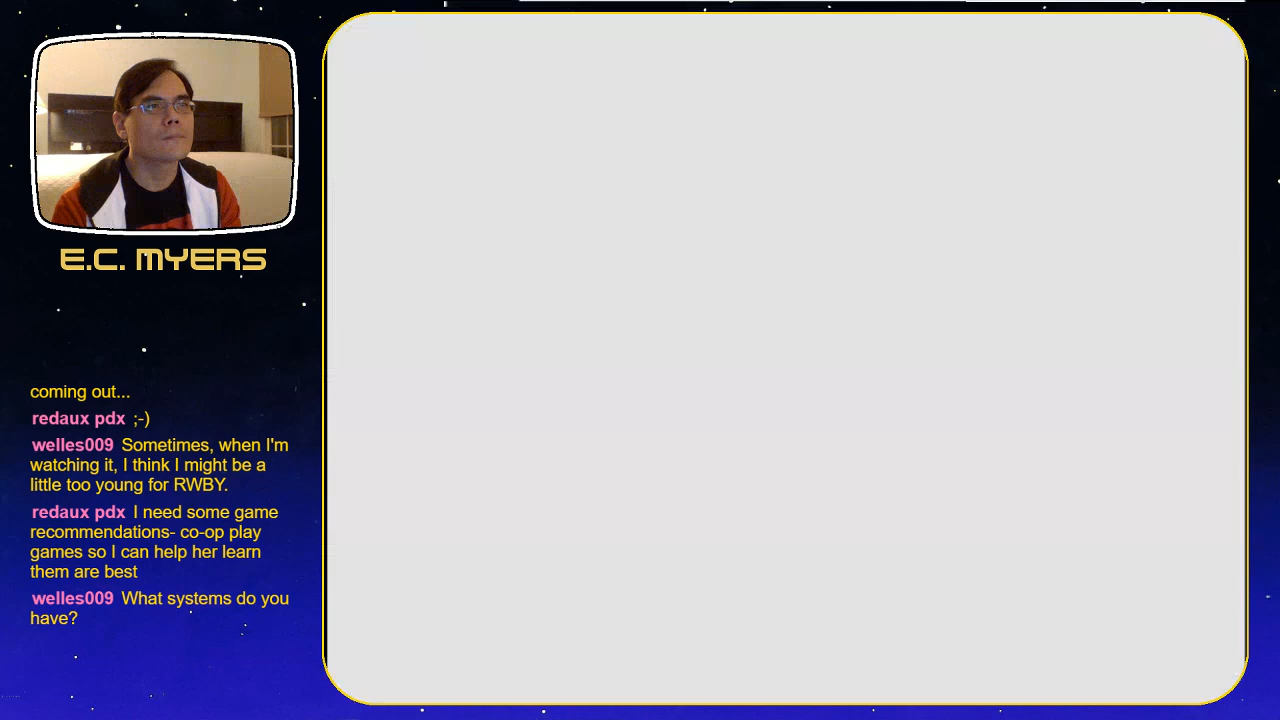 E.C. MYERS
coming out...
redaux pdx ;-)
welles009 Sometimes, when I'm
watching it, I think I might be a
little too young for RWBY.
redaux pdx I need some game
recommendations- co-op play
games so I can help her learn
them are best
welles009 What systems do you
have?